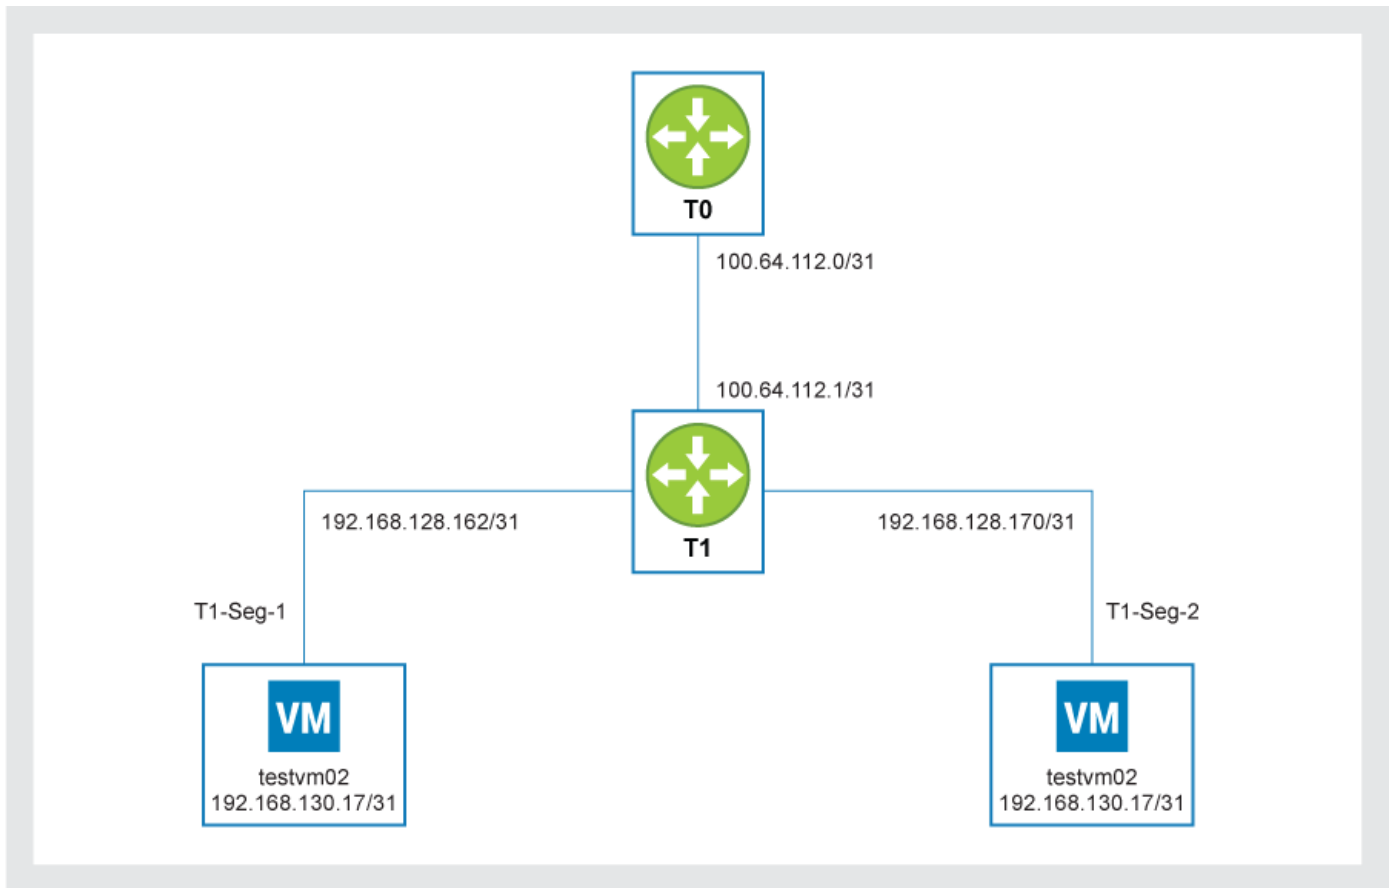 T0
100.64.112.0/31
100.64.112.1/31
192.168.128.162/31
192.168.128.170/31
T1
T1-Seg-1
T1-Seg-2
VM
testvm02
192.168.130.17/31
VM
testvm02
192.168.130.17/31